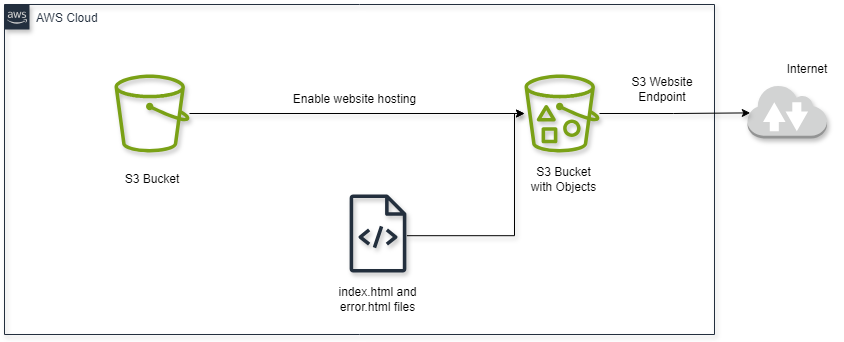 aws
AWS Cloud
Internet
S3 Website
Endpoint
Enable website hosting
S3 Bucket
S3 Bucket
with Objects
</>
index.html and
error.html files